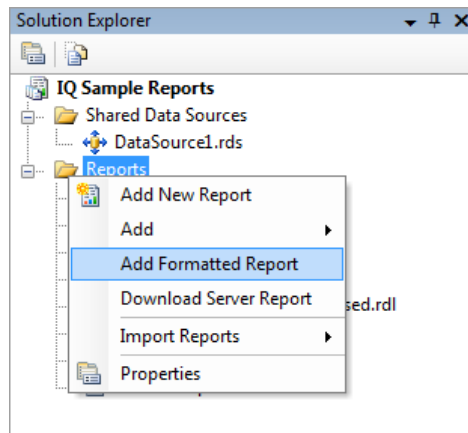 Solution Explorer
IQ Sample Reports
Shared Data Sources
DataSource1.rds
Reports
Add New Report
Add
Add Formatted Report
Download Server Report
sed.rdl
Import Reports
Properties